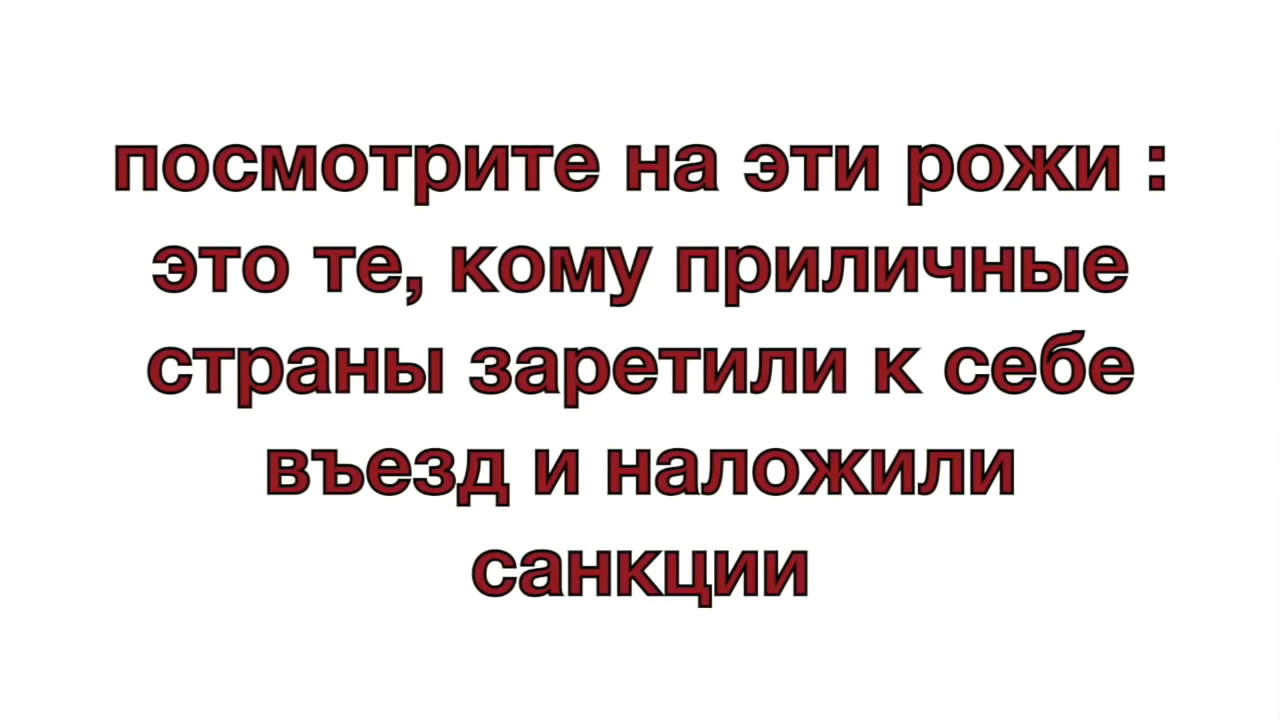 посмотрите на эти рожи :
это те, кому приличные
страны заретили к себе
въезд и наложили
санкции